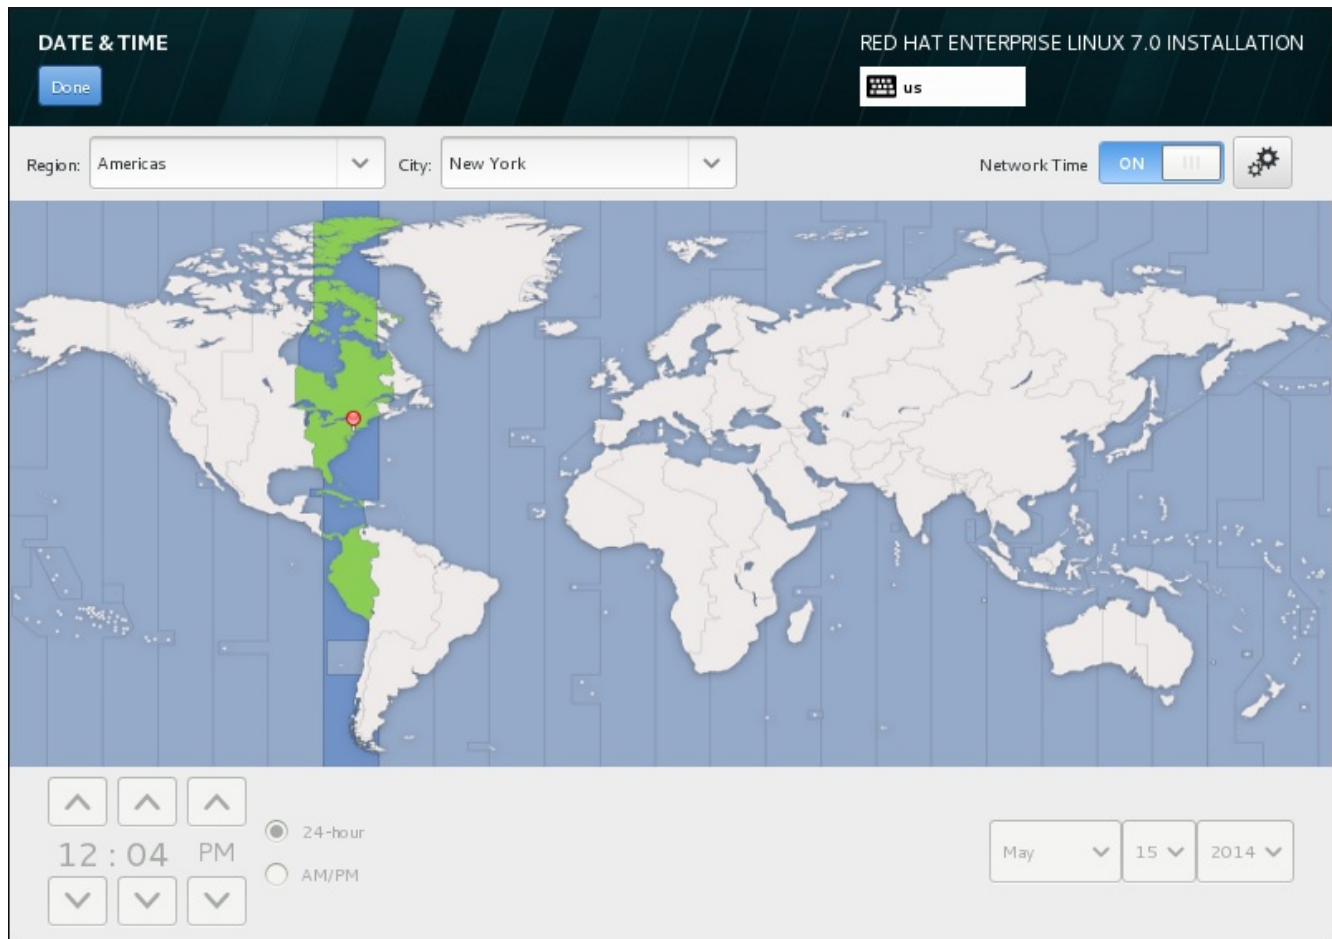 DATE & TIME
RED HAT ENTERPRISE LINUX 7.0 INSTALLATION
Done
us
Region: Americas City: New York Network Time ON
12 : 04 PM
24-hour
AM/PM
May 15 2014